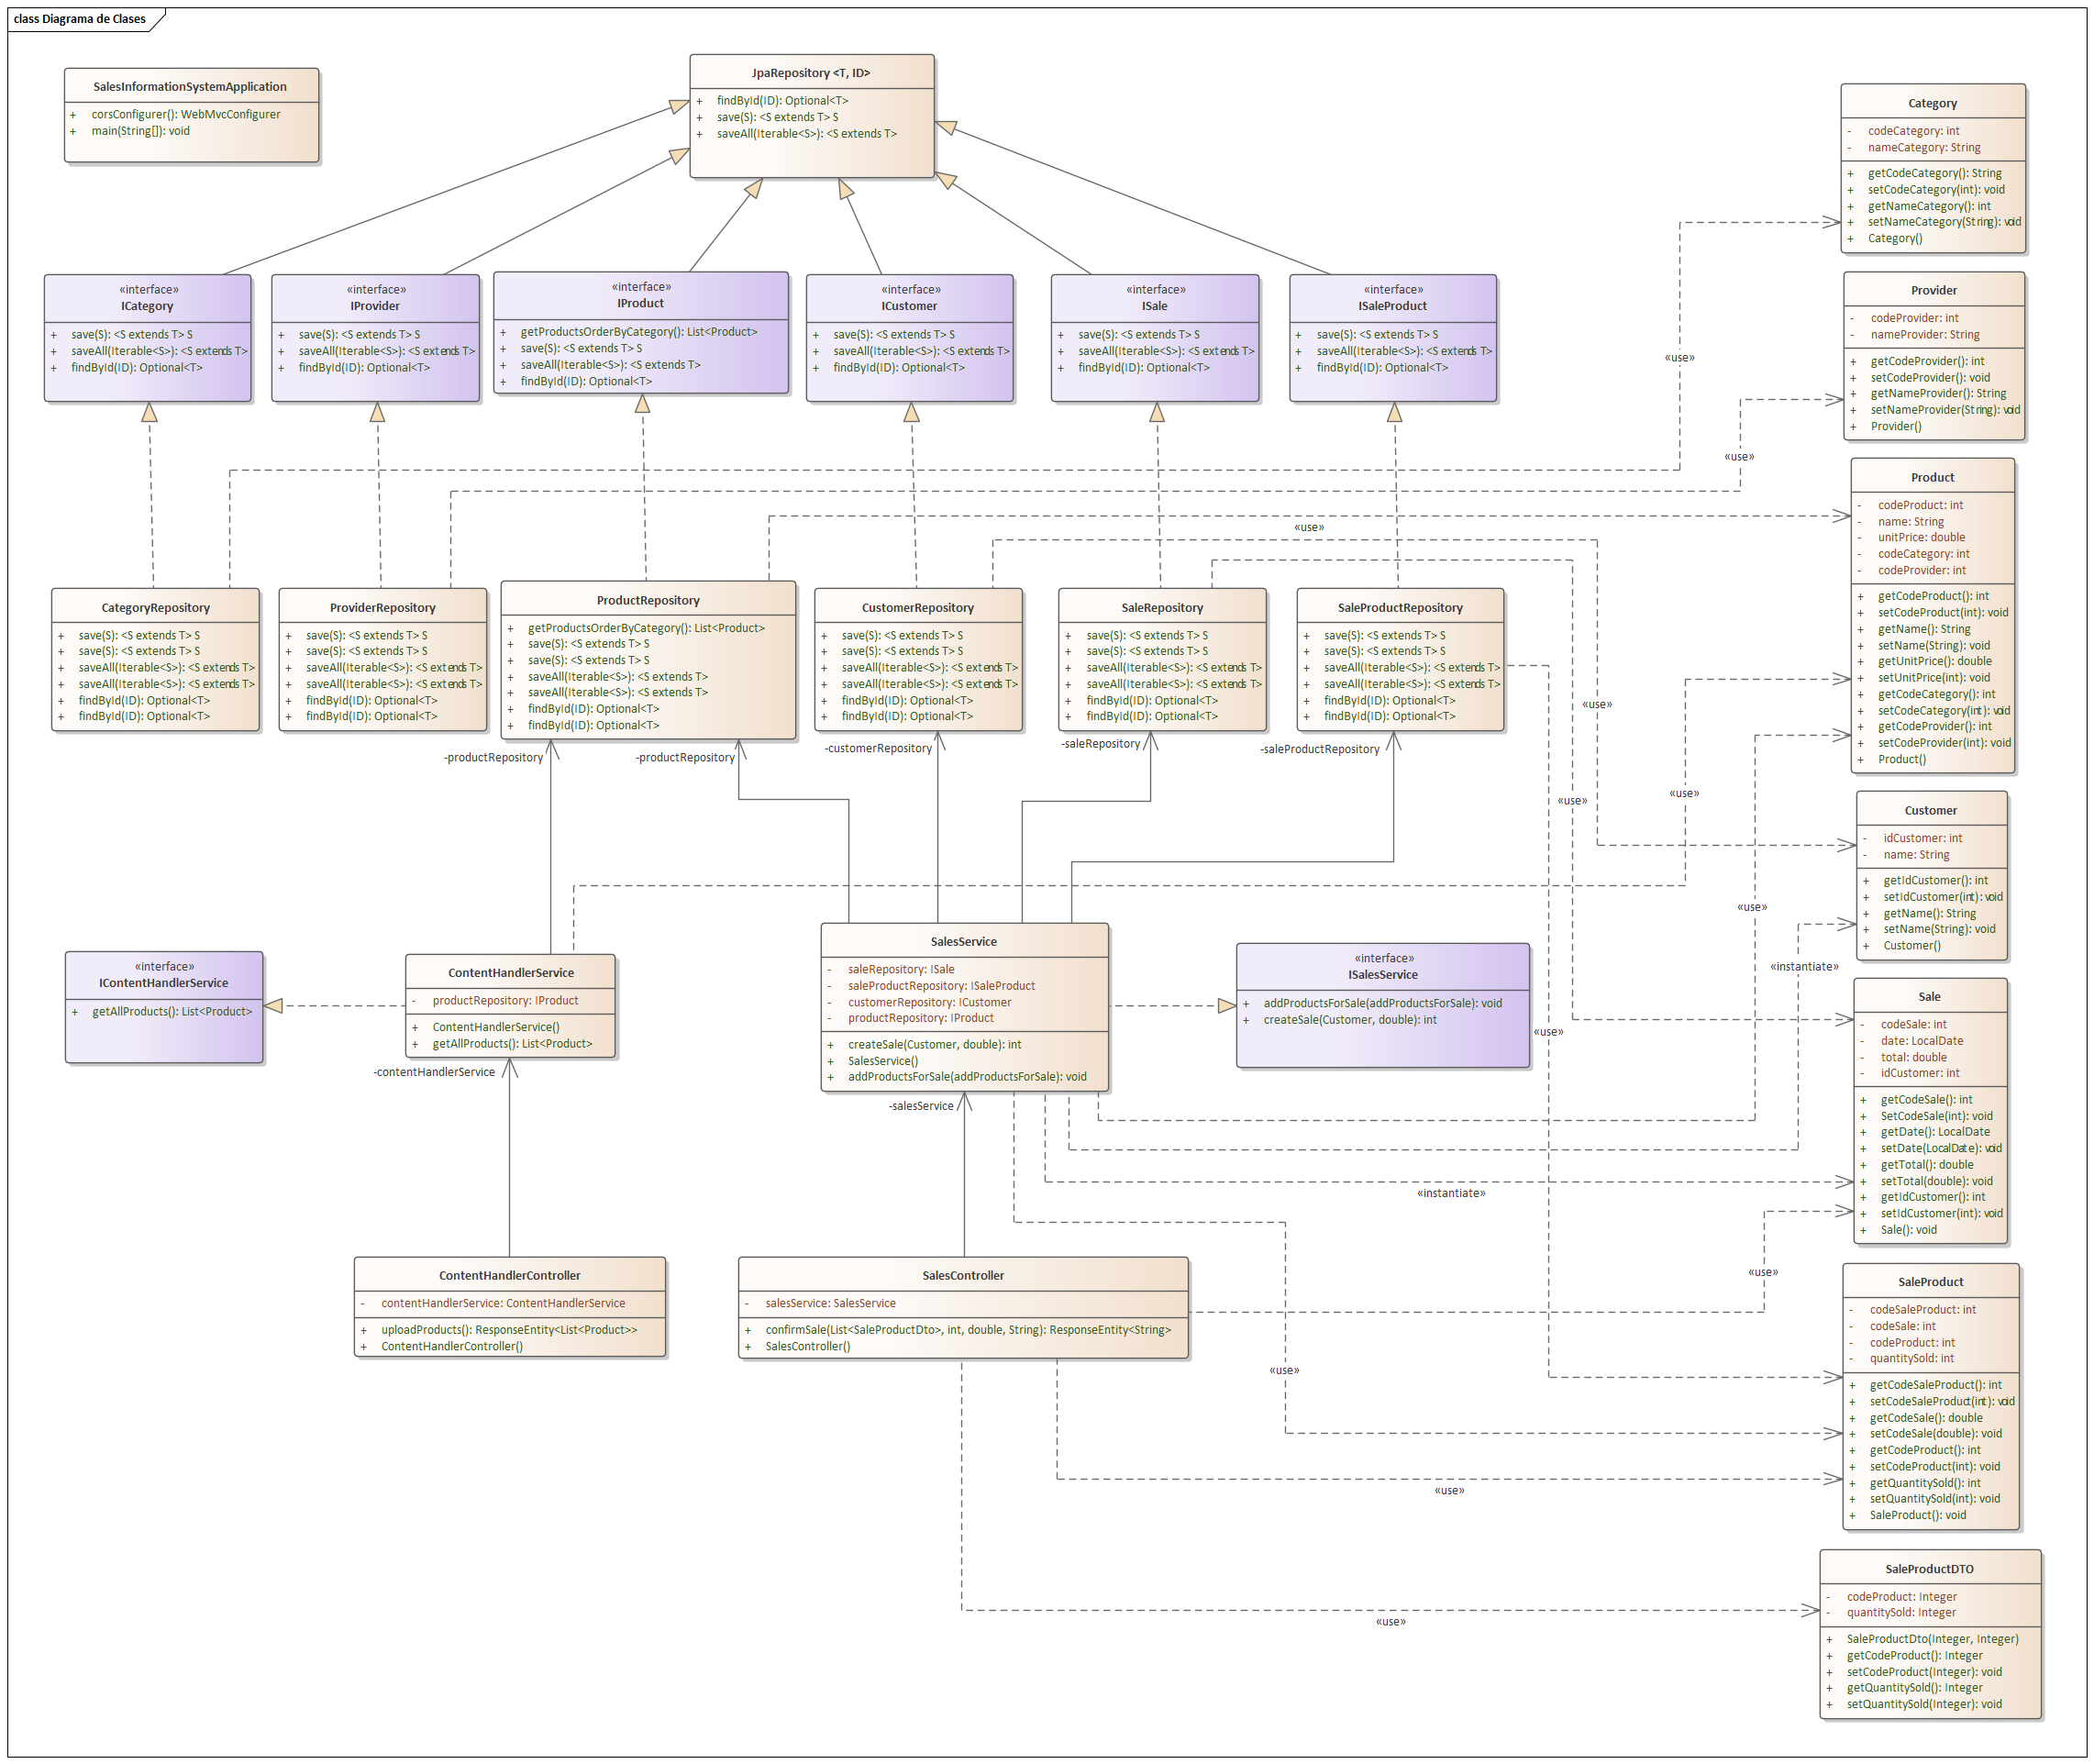 class Diagrama de Clases
SalesInformationSystemApplication
+ corsConfigurer(): WebMvcConfigurer
+ main(String[]): void
JpaRepository <T, ID>
+ findById(ID): Optional<T>
+ save(S): <S extends T> S
+ saveAll(Iterable<S>): <S extends T>
Category
- codeCategory: int
- nameCategory: String
+ getCodeCategory(): String
+ setCodeCategory(int): void
+ getNameCategory(): int
+ setNameCategory(String): void
+ Category()
«interface»
ICategory
+ save(S): <S extends T> S
+ saveAll(Iterable<S>): <S extends T>
+ findById(ID): Optional<T>
«interface»
IProvider
+ save(S): <S extends T> S
+ saveAll(Iterable<S>): <S extends T>
+ findById(ID): Optional<T>
«interface»
IProduct
+ getProductsOrderByCategory(): List<Product>
+ save(S): <S extends T> S
+ saveAll(Iterable<S>): <S extends T>
+ findById(ID): Optional<T>
«interface»
ICustomer
+ save(S): <S extends T> S
+ saveAll(Iterable<S>): <S extends T>
+ findById(ID): Optional<T>
«interface»
ISale
+ save(S): <S extends T> S
+ saveAll(Iterable<S>): <S extends T>
+ findById(ID): Optional<T>
«interface»
ISaleProduct
+ save(S): <S extends T> S
+ saveAll(Iterable<S>): <S extends T>
+ findById(ID): Optional<T>
«use»
Provider
- codeProvider: int
- nameProvider: String
+ getCodeProvider(): int
+ setCodeProvider(): void
+ getNameProvider(): String
+ setNameProvider(String): void
+ Provider()
«use»
Product
- codeProduct: int
- name: String
- unitPrice: double
- codeCategory: int
- codeProvider: int
+ getCodeProduct(): int
+ setCodeProduct(int): void
+ getName(): String
+ setName(String): void
+ getUnitPrice(): double
+ setUnitPrice(int): void
+ getCodeCategory(): int
+ setCodeCategory(int): void
+ getCodeProvider(): int
+ setCodeProvider(int): void
+ Product()
«use»
CategoryRepository
+ save(S): <S extends T> S
+ save(S): <S extends T> S
+ saveAll(Iterable<S>): <S extends T>
+ saveAll(Iterable<S>): <S extends T>
+ findById(ID): Optional<T>
+ findById(ID): Optional<T>
ProviderRepository
+ save(S): <S extends T> S
+ save(S): <S extends T> S
+ saveAll(Iterable<S>): <S extends T>
+ saveAll(Iterable<S>): <S extends T>
+ findById(ID): Optional<T>
+ findById(ID): Optional<T>
ProductRepository
+ getProductsOrderByCategory(): List<Product>
+ save(S): <S extends T> S
+ save(S): <S extends T> S
+ saveAll(Iterable<S>): <S extends T>
+ saveAll(Iterable<S>): <S extends T>
+ findById(ID): Optional<T>
+ findById(ID): Optional<T>
CustomerRepository
+ save(S): <S extends T> S
+ save(S): <S extends T> S
+ saveAll(Iterable<S>): <S extends T>
+ saveAll(Iterable<S>): <S extends T>
+ findById(ID): Optional<T>
+ findById(ID): Optional<T>
SaleRepository
+ save(S): <S extends T> S
+ save(S): <S extends T> S
+ saveAll(Iterable<S>): <S extends T>
+ saveAll(Iterable<S>): <S extends T>
+ findById(ID): Optional<T>
+ findById(ID): Optional<T>
SaleProductRepository
+ save(S): <S extends T> S
+ save(S): <S extends T> S
+ saveAll(Iterable<S>): <S extends T>
+ saveAll(Iterable<S>): <S extends T>
+ findById(ID): Optional<T>
+ findById(ID): Optional<T>
«use»
-productRepository
-productRepository
-customerRepository
-saleRepository
-saleProductRepository
«use»
«use»
«use»
Customer
- idCustomer: int
- name: String
+ getIdCustomer(): int
+ setIdCustomer(int): void
+ getName(): String
+ setName(String): void
+ Customer()
«instantiate»
«interface»
IContentHandlerService
+ getAllProducts(): List<Product>
ContentHandlerService
- productRepository: IProduct
+ ContentHandlerService()
+ getAllProducts(): List<Product>
SalesService
- saleRepository: ISale
- saleProductRepository: ISaleProduct
- customerRepository: ICustomer
- productRepository: IProduct
+ createSale(Customer, double): int
+ SalesService()
+ addProductsForSale(addProductsForSale): void
«interface»
ISalesService
+ addProductsForSale(addProductsForSale): void
+ createSale(Customer, double): int
«use»
Sale
- codeSale: int
- date: LocalDate
- total: double
- idCustomer: int
+ getCodeSale(): int
+ SetCodeSale(int): void
+ getDate(): LocalDate
+ setDate(LocalDate): void
+ getTotal(): double
+ setTotal(double): void
+ getIdCustomer(): int
+ setIdCustomer(int): void
+ Sale(): void
-contentHandlerService
-salesService
«instantiate»
«use»
ContentHandlerController
- contentHandlerService: ContentHandlerService
+ uploadProducts(): ResponseEntity<List<Product>>
+ ContentHandlerController()
SalesController
- salesService: SalesService
+ confirmSale(List<SaleProductDto>, int, double, String): ResponseEntity<String>
+ SalesController()
«use»
SaleProduct
- codeSaleProduct: int
- codeSale: int
- codeProduct: int
- quantitySold: int
+ getCodeSaleProduct(): int
+ setCodeSaleProduct(int): void
+ getCodeSale(): double
+ setCodeSale(double): void
+ getCodeProduct(): int
+ setCodeProduct(int): void
+ getQuantitySold(): int
+ setQuantitySold(int): void
+ SaleProduct(): void
«use»
SaleProductDTO
- codeProduct: Integer
- quantitySold: Integer
+ SaleProductDto(Integer, Integer)
+ getCodeProduct(): Integer
+ setCodeProduct(Integer): void
+ getQuantitySold(): Integer
+ setQuantitySold(Integer): void
«use»